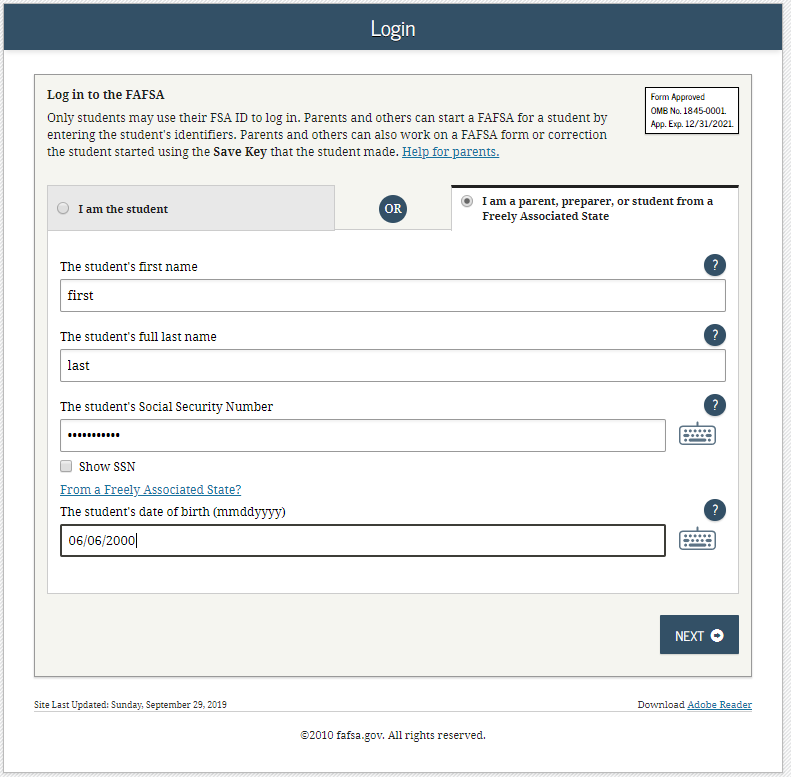 Login
Log in to the FAFSA
Only students may use their FSA ID to log in. Parents and others can start a FAFSA for a student by
entering the student's identifiers. Parents and others can also work on a FAFSA form or correction
the student started using the Save Key that the student made. Help for parents.
Form Approved
OMB No. 1845-0001.
App. Exp. 12/31/2021.
I am the student
OR
I am a parent, preparer, or student from a
Freely Associated State
The student's first name
?
first
The student's full last name
?
last
The student's Social Security Number
?
•••••••••••
Show SSN
From a Freely Associated State?
The student's date of birth (mmddyyyy)
?
06/06/2000
NEXT
Site Last Updated: Sunday, September 29, 2019
Download Adobe Reader
©2010 fafsa.gov. All rights reserved.